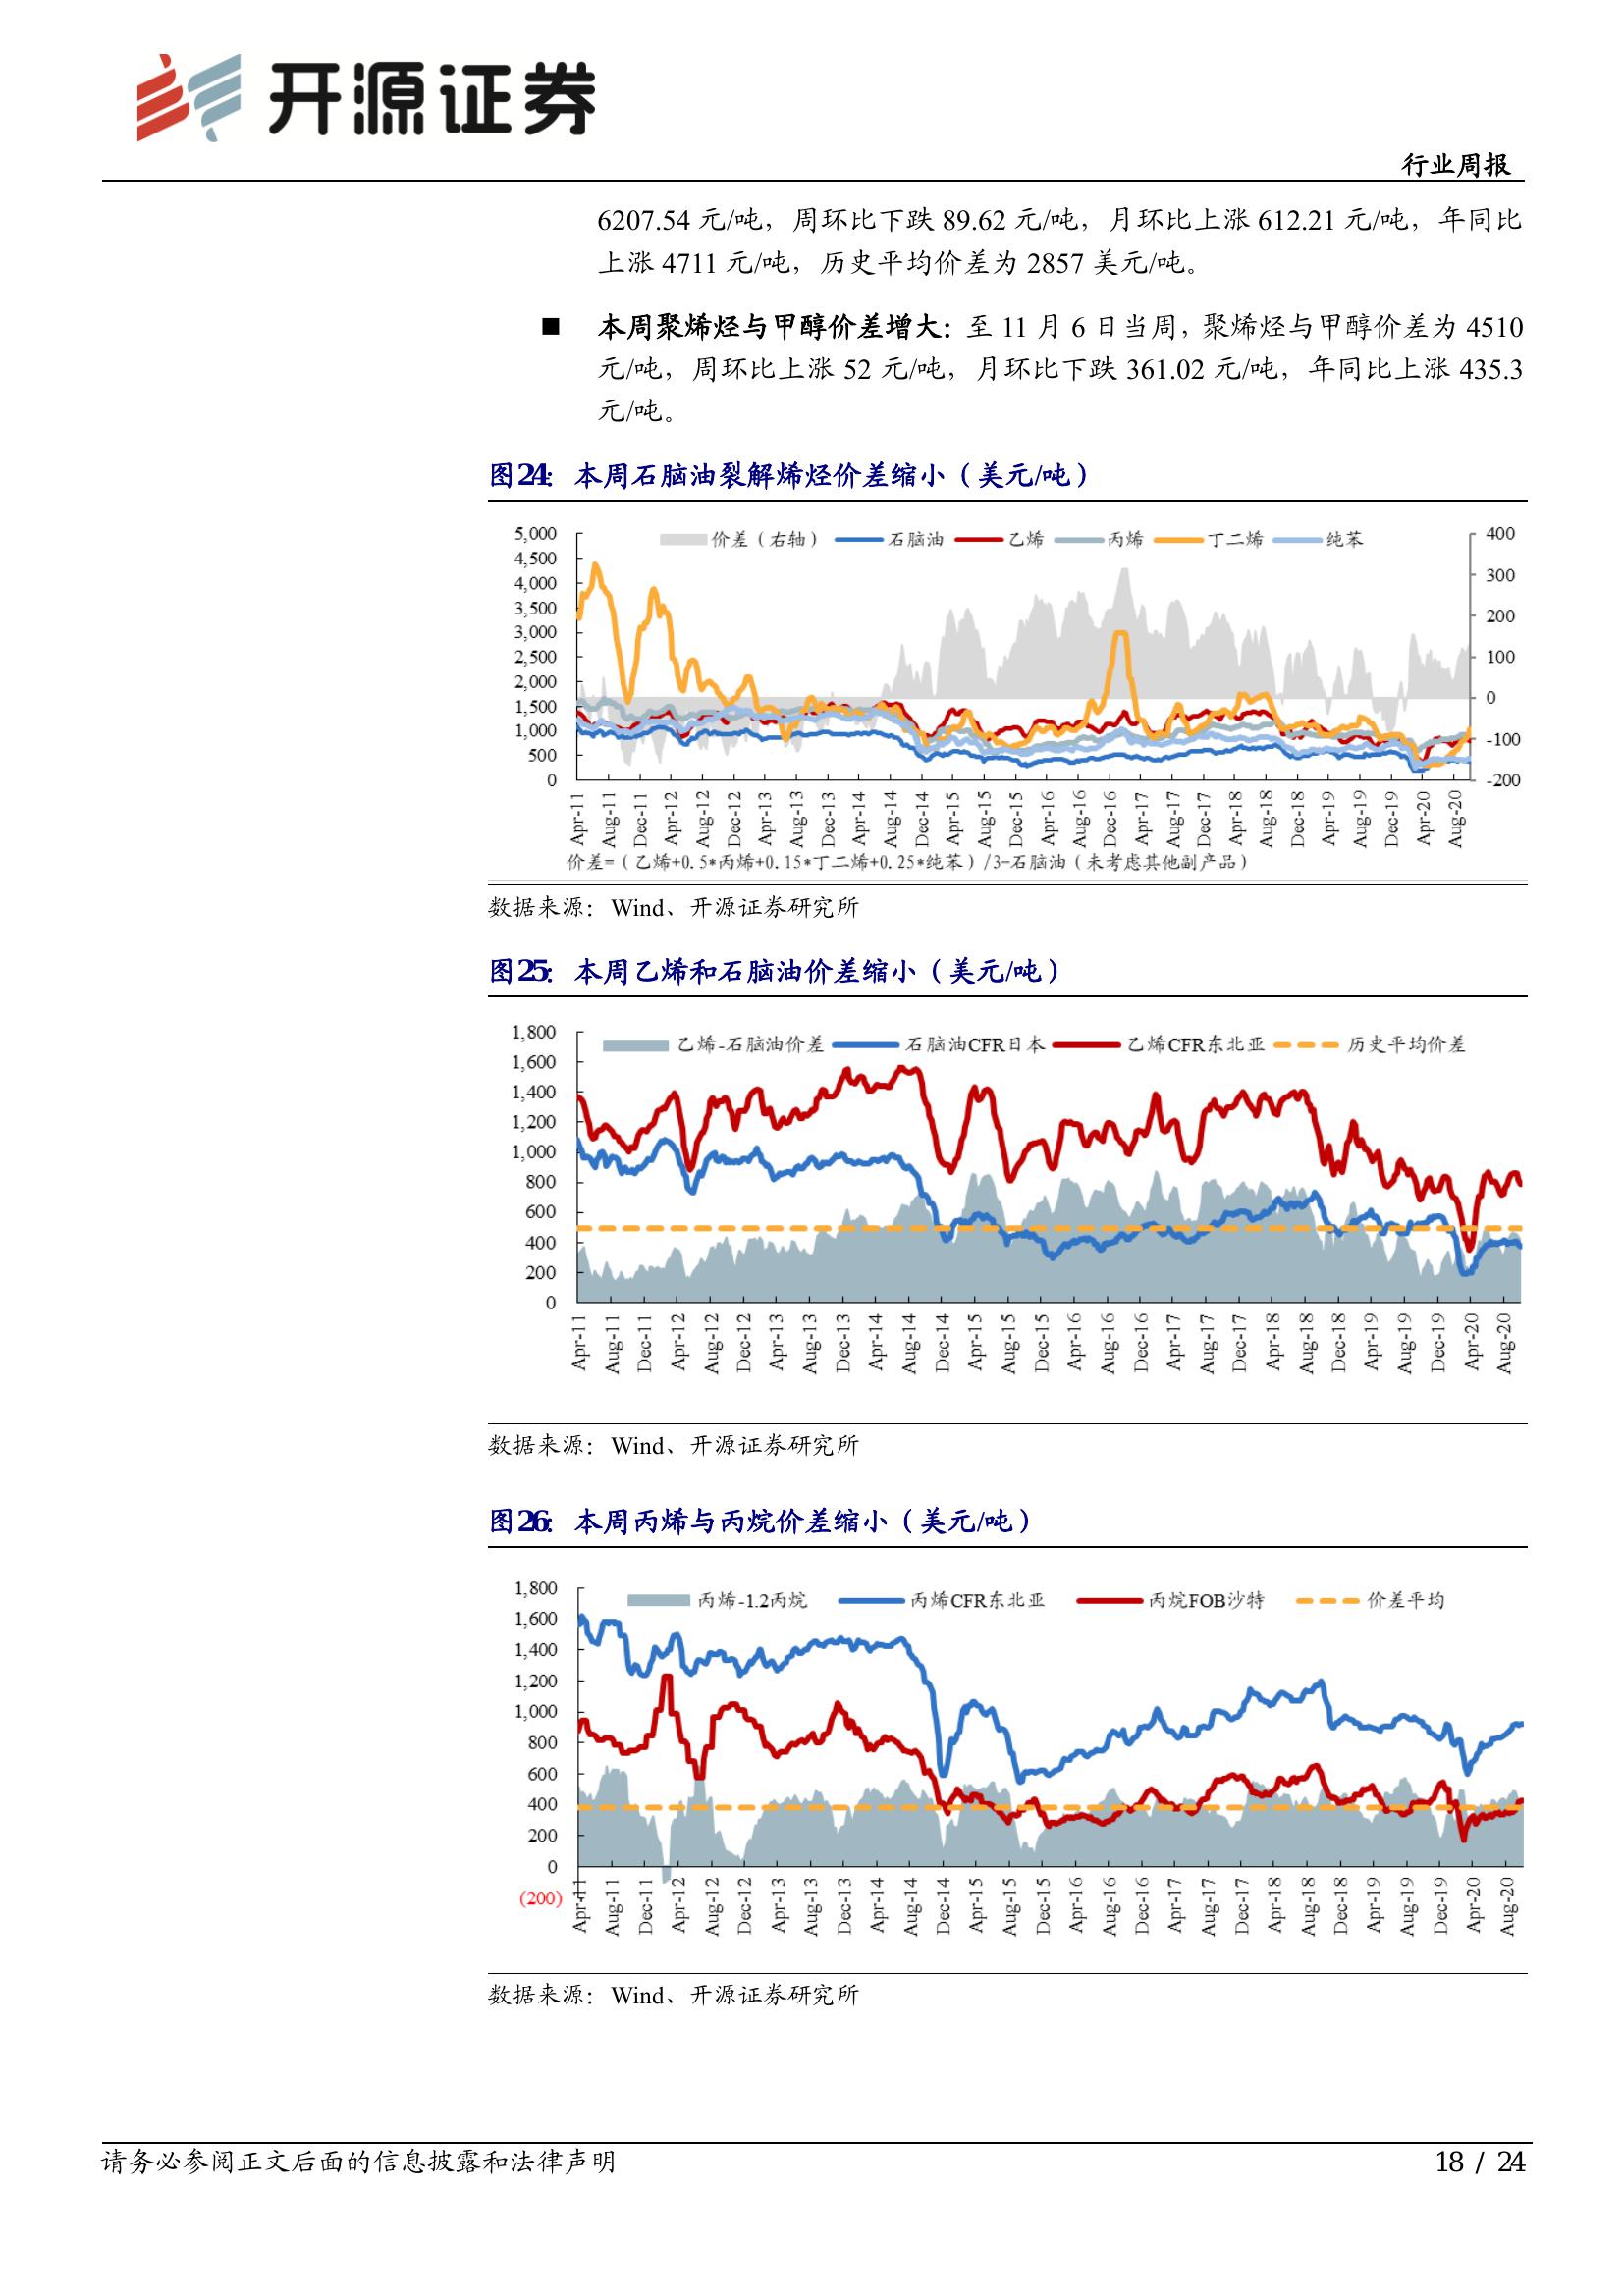 开源证券
行业周报
6207.54 元/吨，周环比下跌 89.62 元/吨，月环比上涨 612.21 元/吨，年同比
上涨 4711 元/吨，历史平均价差为 2857 美元/吨。
■ 本周聚烯烃与甲醇价差增大：至 11 月 6 日当周，聚烯烃与甲醇价差为 4510
元/吨，周环比上涨 52 元/吨，月环比下跌 361.02 元/吨，年同比上涨 435.3
元/吨。
图24：本周石脑油裂解烯烃价差缩小（美元/吨）
价差（右轴） 石脑油 乙烯 丙烯 丁二烯 纯苯
5,000
4,500
4,000
3,500
3,000
2,500
2,000
1,500
1,000
500
0
400
300
200
100
0
-100
-200
Apr-11 Aug-11 Dec-11 Apr-12 Aug-12 Dec-12 Apr-13 Aug-13 Dec-13 Apr-14 Aug-14 Dec-14 Apr-15 Aug-15 Dec-15 Apr-16 Aug-16 Dec-16 Apr-17 Aug-17 Dec-17 Apr-18 Aug-18 Dec-18 Apr-19 Aug-19 Dec-19 Apr-20 Aug-20
价差=（乙烯+0.5*丙烯+0.15*丁二烯+0.25*纯苯）/3-石脑油（未考虑其他副产品）
数据来源：Wind、开源证券研究所
图25：本周乙烯和石脑油价差缩小（美元/吨）
乙烯-石脑油价差 石脑油CFR日本 乙烯CFR东北亚 历史平均价差
1,800
1,600
1,400
1,200
1,000
800
600
400
200
0
Apr-11 Aug-11 Dec-11 Apr-12 Aug-12 Dec-12 Apr-13 Aug-13 Dec-13 Apr-14 Aug-14 Dec-14 Apr-15 Aug-15 Dec-15 Apr-16 Aug-16 Dec-16 Apr-17 Aug-17 Dec-17 Apr-18 Aug-18 Dec-18 Apr-19 Aug-19 Dec-19 Apr-20 Aug-20
数据来源：Wind、开源证券研究所
图26：本周丙烯与丙烷价差缩小（美元/吨）
丙烯-1.2丙烷 丙烯CFR东北亚 丙烷FOB沙特 价差平均
1,800
1,600
1,400
1,200
1,000
800
600
400
200
0
(200)
Apr-11 Aug-11 Dec-11 Apr-12 Aug-12 Dec-12 Apr-13 Aug-13 Dec-13 Apr-14 Aug-14 Dec-14 Apr-15 Aug-15 Dec-15 Apr-16 Aug-16 Dec-16 Apr-17 Aug-17 Dec-17 Apr-18 Aug-18 Dec-18 Apr-19 Aug-19 Dec-19 Apr-20 Aug-20
数据来源：Wind、开源证券研究所
请务必参阅正文后面的信息披露和法律声明
18 / 24